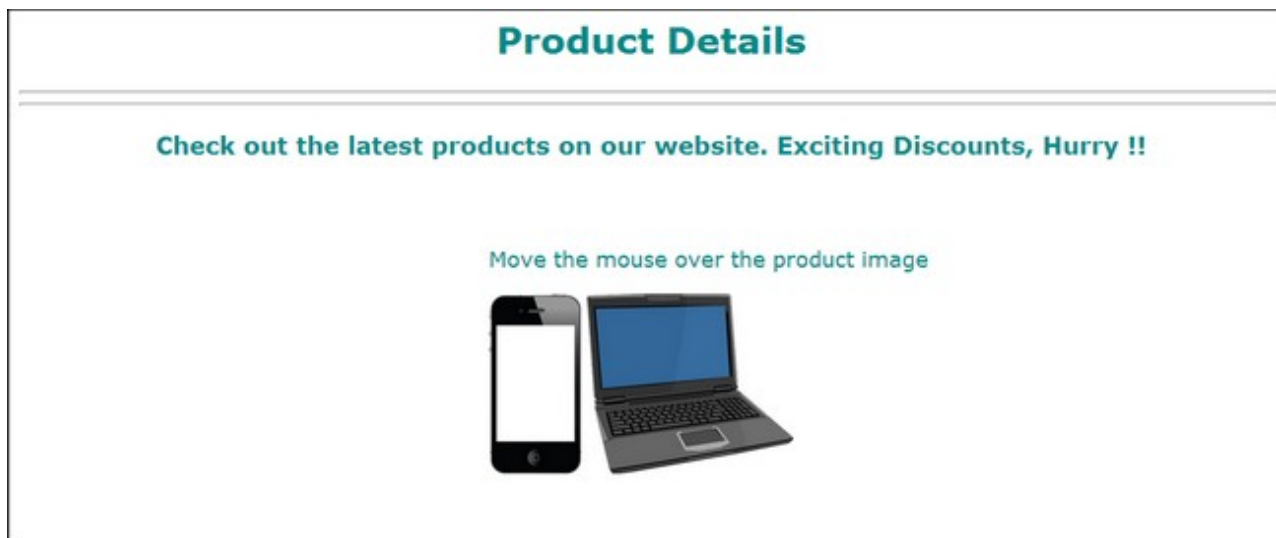 Product Details
Check out the latest products on our website. Exciting Discounts, Hurry !!
Move the mouse over the product image